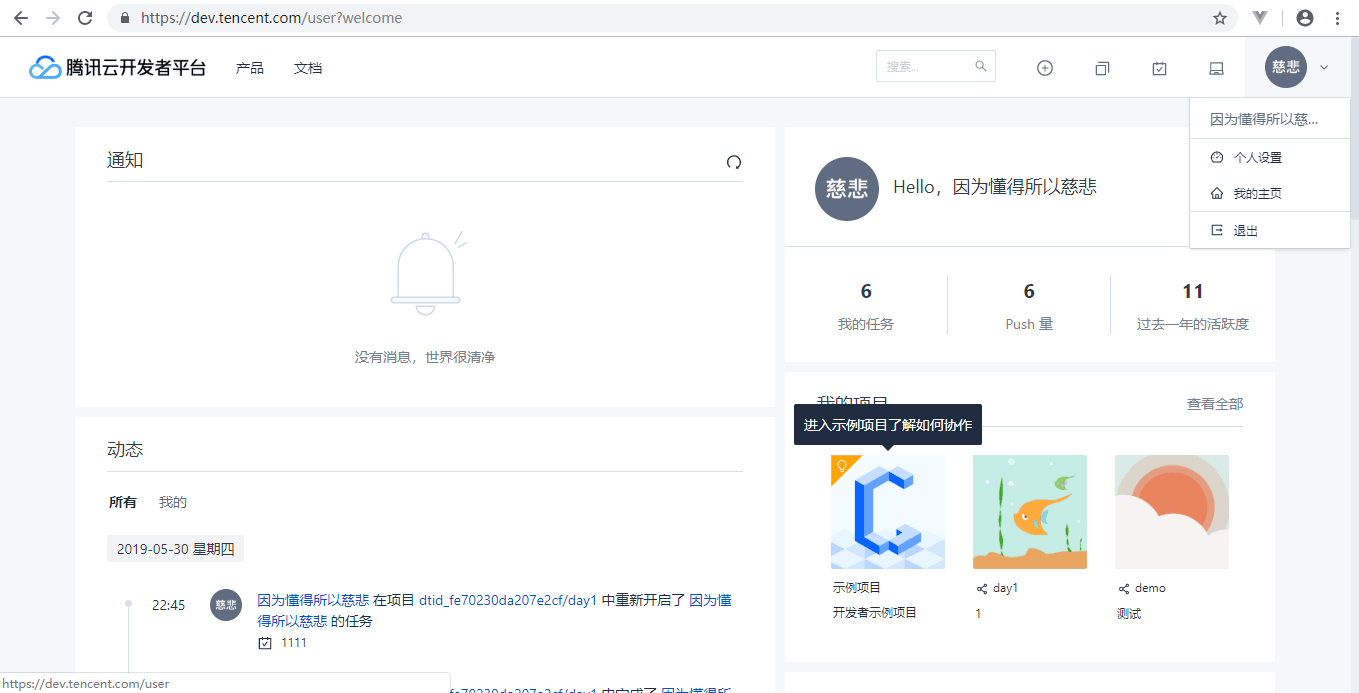 https://dev.tencent.com/user?welcome
腾讯云开发者平台
产品
文档
搜索...
慈悲
因为懂得所以慈...
个人设置
我的主页
退出
通知
没有消息，世界很清净
慈悲
Hello，因为懂得所以慈悲
6
我的任务
6
Push 量
11
过去一年的活跃度
我的项目
查看全部
进入示例项目了解如何协作
示例项目
开发者示例项目
day1
1
demo
测试
动态
所有
我的
2019-05-30 星期四
22:45
慈悲
因为懂得所以慈悲 在项目 dtid_fe70230da207e2cf/day1 中重新开启了 因为懂
得所以慈悲 的任务
1111
fe70230da207e2cf/day1 中完成了 因为懂得所
https://dev.tencent.com/user